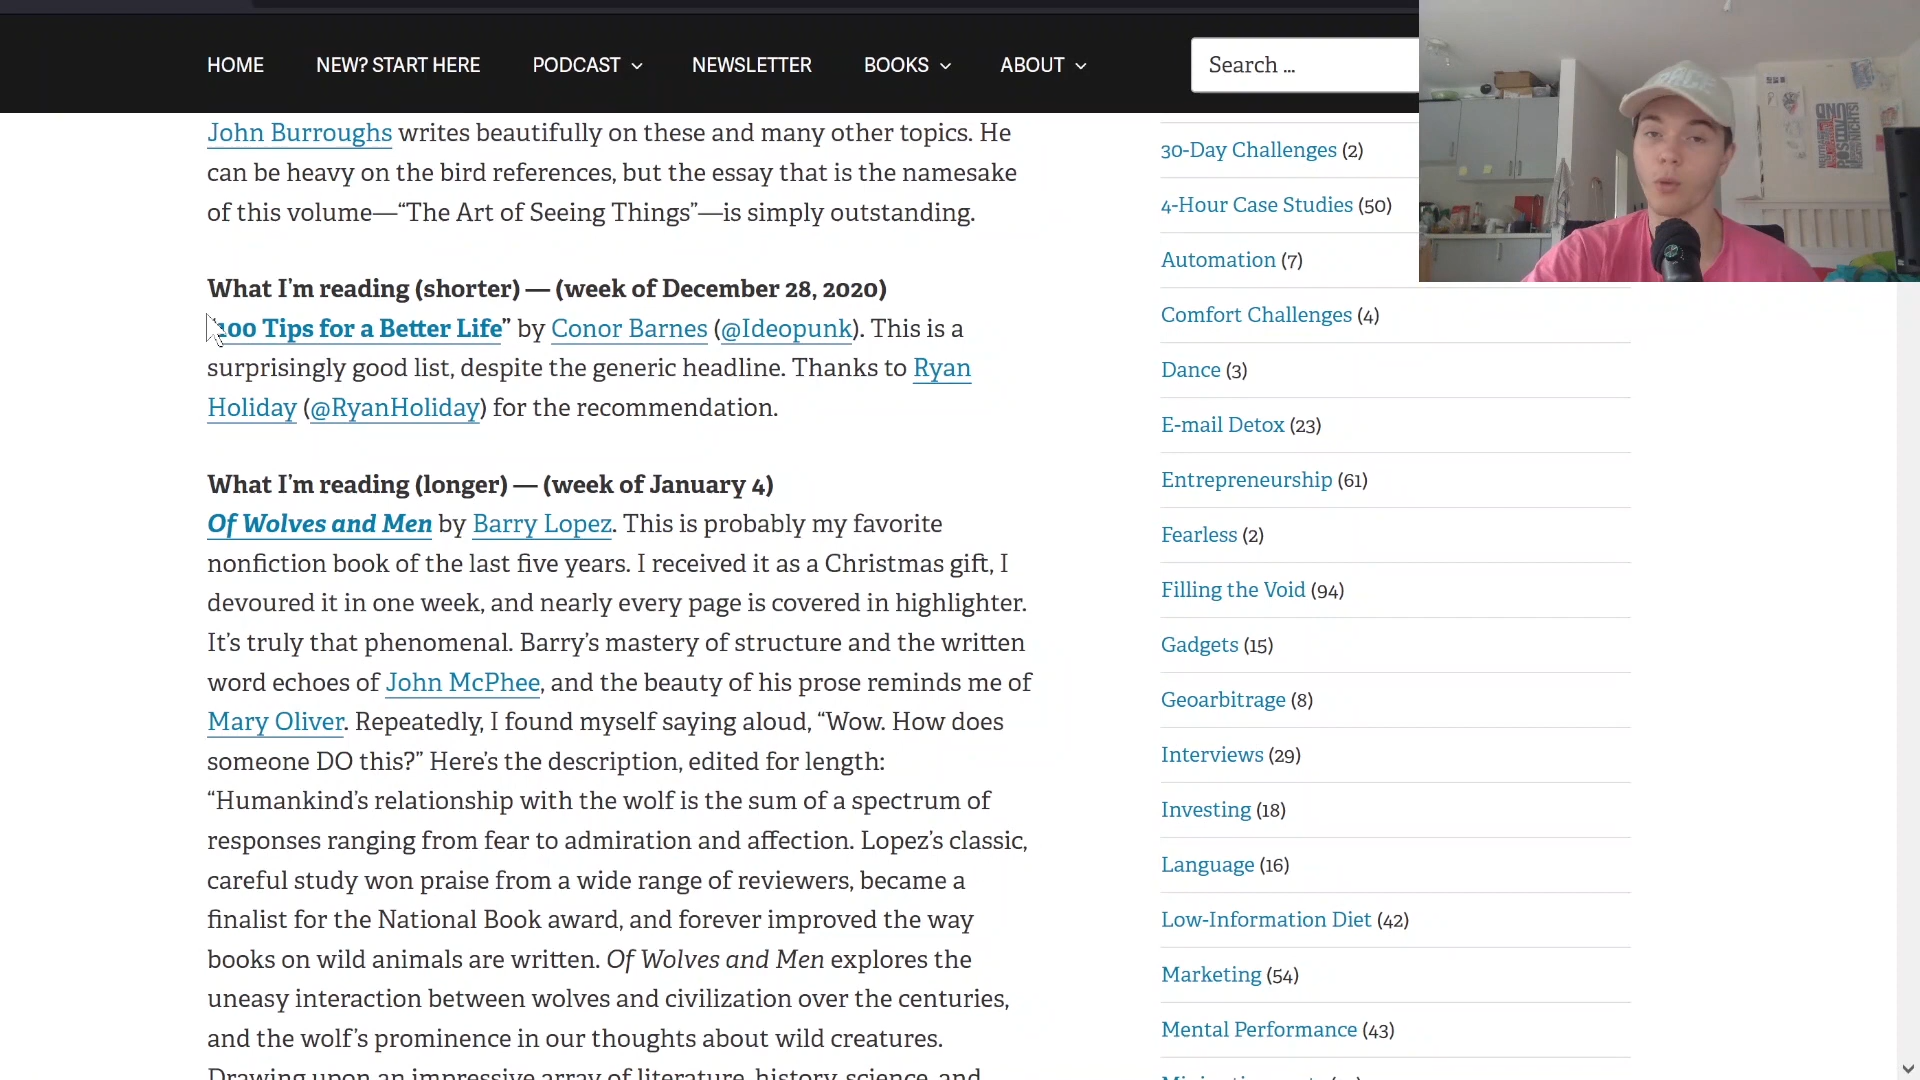 HOME NEW? START HERE PODCAST NEWSLETTER BOOKS ABOUT Search ...
John Burroughs writes beautifully on these and many other topics. He
can be heavy on the bird references, but the essay that is the namesake
of this volume—“The Art of Seeing Things”—is simply outstanding.
What I’m reading (shorter) — (week of December 28, 2020)
“100 Tips for a Better Life” by Conor Barnes (@Ideopunk). This is a
surprisingly good list, despite the generic headline. Thanks to Ryan
Holiday (@RyanHoliday) for the recommendation.
What I’m reading (longer) — (week of January 4)
Of Wolves and Men by Barry Lopez. This is probably my favorite
nonfiction book of the last five years. I received it as a Christmas gift, I
devoured it in one week, and nearly every page is covered in highlighter.
It’s truly that phenomenal. Barry’s mastery of structure and the written
word echoes of John McPhee, and the beauty of his prose reminds me of
Mary Oliver. Repeatedly, I found myself saying aloud, “Wow. How does
someone DO this?” Here’s the description, edited for length:
“Humankind’s relationship with the wolf is the sum of a spectrum of
responses ranging from fear to admiration and affection. Lopez’s classic,
careful study won praise from a wide range of reviewers, became a
finalist for the National Book award, and forever improved the way
books on wild animals are written. Of Wolves and Men explores the
uneasy interaction between wolves and civilization over the centuries,
and the wolf’s prominence in our thoughts about wild creatures.
Drawing upon an impressive array of literature, history, science, and
30-Day Challenges (2)
4-Hour Case Studies (50)
Automation (7)
Comfort Challenges (4)
Dance (3)
E-mail Detox (23)
Entrepreneurship (61)
Fearless (2)
Filling the Void (94)
Gadgets (15)
Geoarbitrage (8)
Interviews (29)
Investing (18)
Language (16)
Low-Information Diet (42)
Marketing (54)
Mental Performance (43)